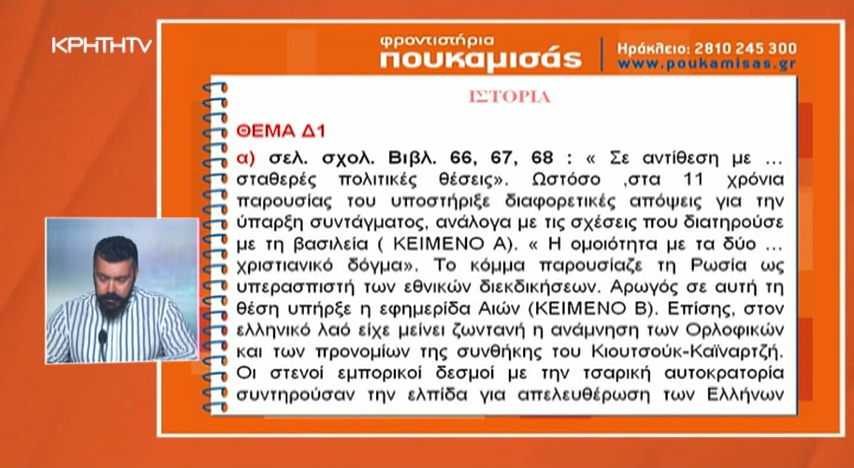 ΚΡΗΤΗTV
φροντιστήρια
πουκαμισάς
Ηράκλειο: 2810 245 300
www.poukamisas.gr
ΙΣΤΟΡΙΑ
ΘΕΜΑ Δ1
α) σελ. σχολ. Βιβλ. 66, 67, 68 : « Σε αντίθεση με …
σταθερές πολιτικές θέσεις». Ωστόσο ,στα 11 χρόνια
παρουσίας του υποστήριξε διαφορετικές απόψεις για την
ύπαρξη συντάγματος, ανάλογα με τις σχέσεις που διατηρούσε
με τη βασιλεία ( ΚΕΙΜΕΝΟ Α). « Η ομοιότητα με τα δύο …
χριστιανικό δόγμα». Το κόμμα παρουσίαζε τη Ρωσία ως
υπερασπιστή των εθνικών διεκδικήσεων. Αρωγός σε αυτή τη
θέση υπήρξε η εφημερίδα Αιών (ΚΕΙΜΕΝΟ Β). Επίσης, στον
ελληνικό λαό είχε μείνει ζωντανή η ανάμνηση των Ορλοφικών
και των προνομίων της συνθήκης του Κιουτσούκ-Καϊναρτζή.
Οι στενοί εμπορικοί δεσμοί με την τσαρική αυτοκρατορία
συντηρούσαν την ελπίδα για απελευθέρωση των Ελλήνων